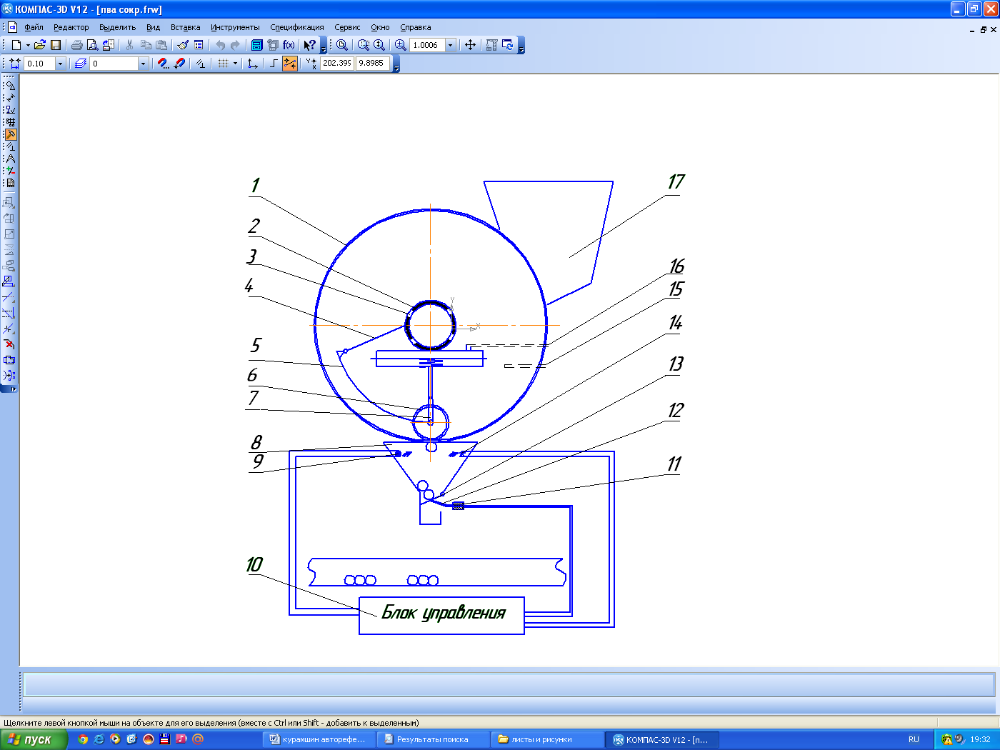 КОМПАС-3D V12 - [пва сокр.frw]
Файл Редактор Выделить Вид Вставка Инструменты Спецификация Сервис Окно Справка
f(x) 1.0006
0.10 0 202.399 9.8985
1
17
2
3
16
4
15
14
5
13
6
7
12
8
9
11
10
Y
X
Блок управления
Щелкните левой кнопкой мыши на объекте для его выделения (вместе с Ctrl или Shift - добавить к выделенным)
пуск курамшин авторефе... Результаты поиска листы и рисунки КОМПАС-3D V12 - [п... RU 19:32